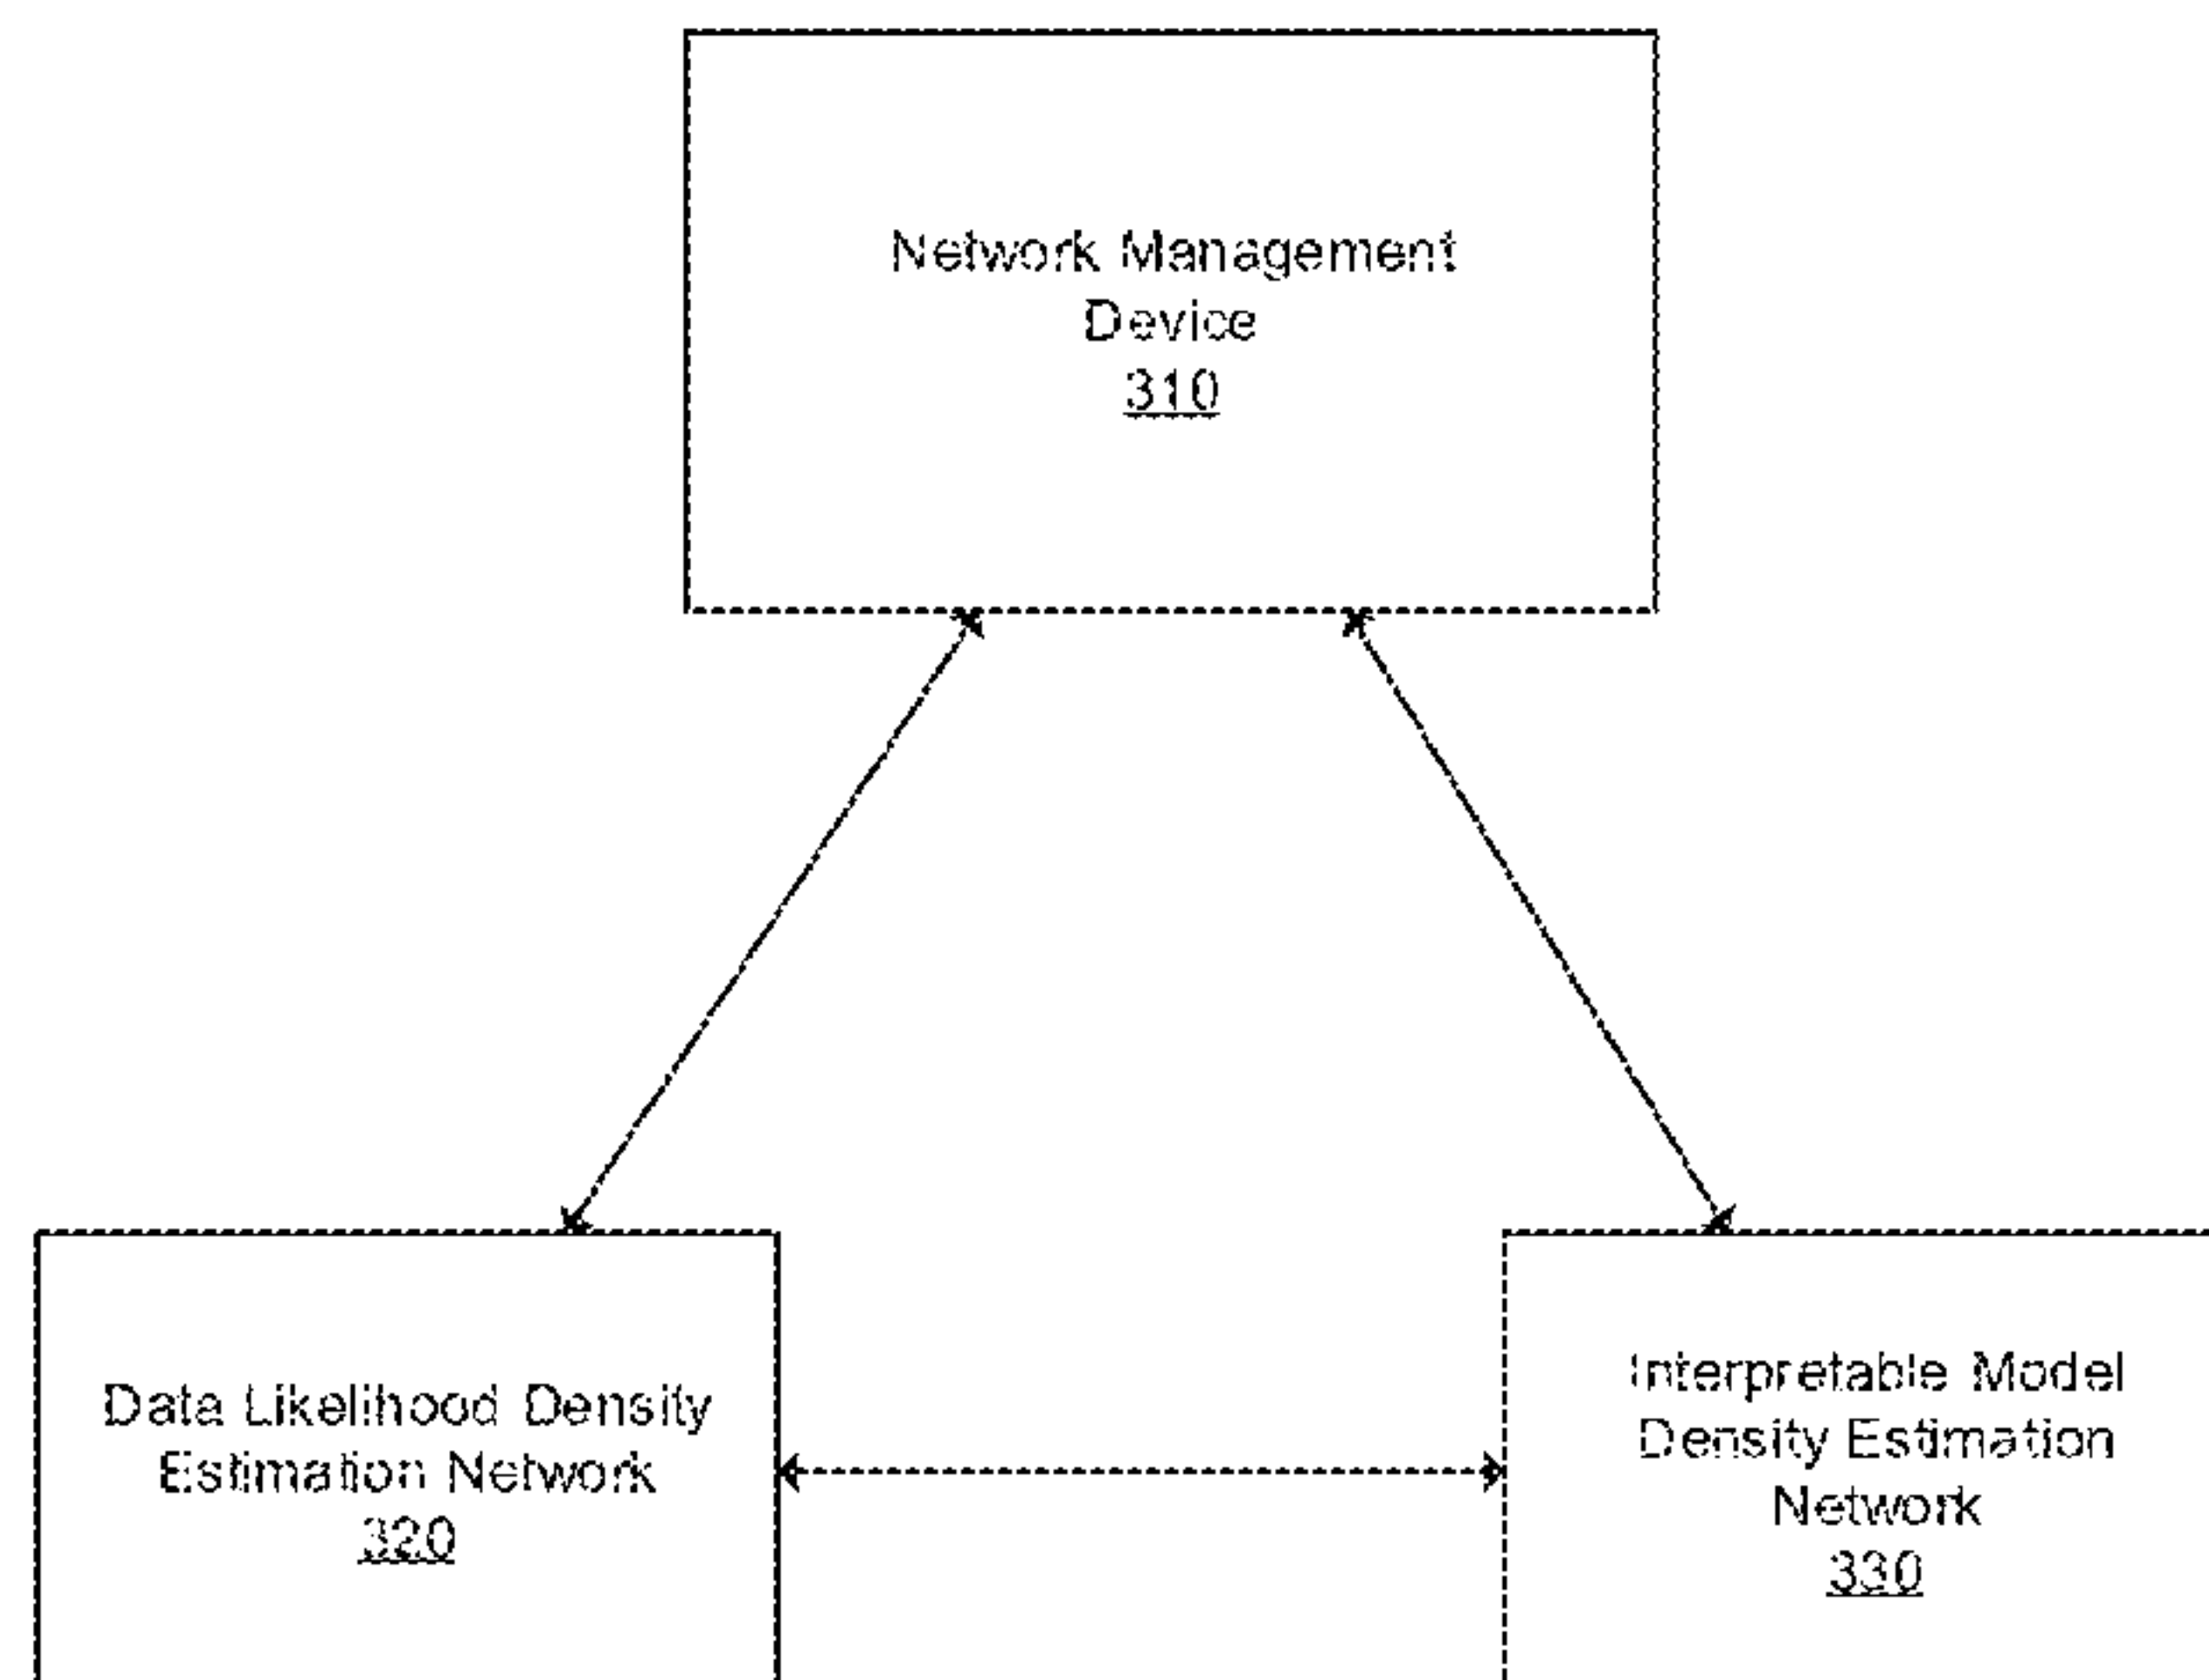 Network Management
Device
310
Data Likelihood Density
Estimation Network
320
Interpretable Model
Density Estimation
Network
330